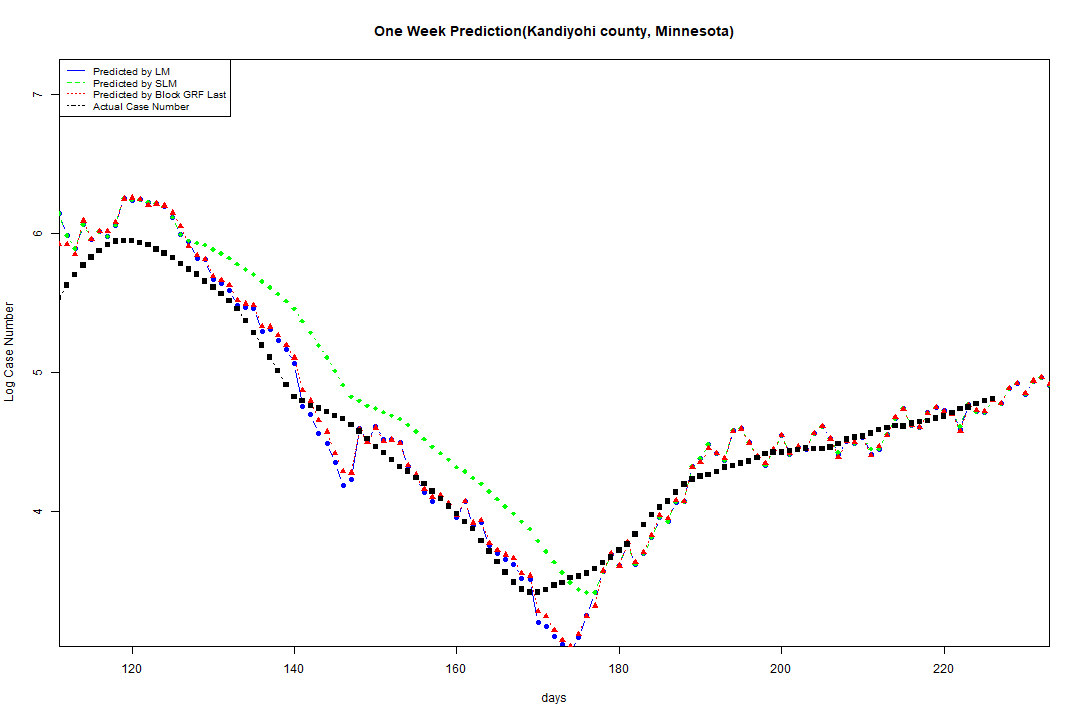 One Week Prediction(Kandiyohi county, Minnesota)
Predicted by LM
Predicted by SLM
Predicted by Block GRF Last
Actual Case Number
7
6
5
4
Log Case Number
120 140 160 180 200 220
days